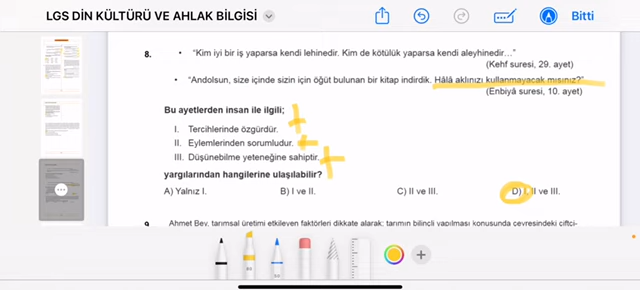 LGS DİN KÜLTÜRÜ VE AHLAK BİLGİSİ
Bitti
8. • “Kim iyi bir iş yaparsa kendi lehinedir. Kim de kötülük yaparsa kendi aleyhinedir…”
(Kehf suresi, 29. ayet)
• “Andolsun, size içinde sizin için öğüt bulunan bir kitap indirdik. Hâlâ aklınızı kullanmayacak mısınız?”
(Enbiyâ suresi, 10. ayet)
Bu ayetlerden insan ile ilgili;
I. Tercihlerinde özgürdür.
II. Eylemlerinden sorumludur.
III. Düşünebilme yeteneğine sahiptir.
yargılarından hangilerine ulaşılabilir?
A) Yalnız I. B) I ve II. C) II ve III. D) I, II ve III.
9. Ahmet Bey, tarımsal üretimi etkileyen faktörleri dikkate alarak; tarımın bilinçli yapılması konusunda çevresindeki çiftçi-